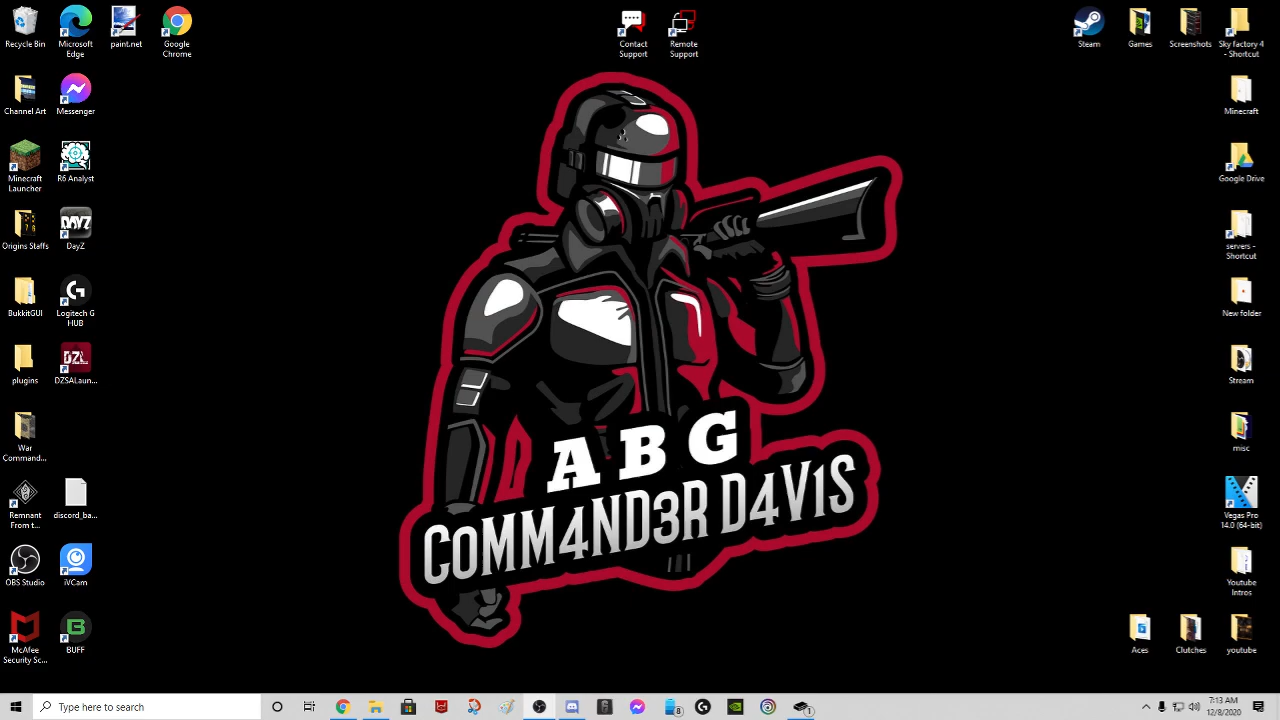 Recycle Bin
Microsoft
Edge
paint.net
Google
Chrome
Contact
Support
Remote
Support
Steam
Games
Screenshots
Sky factory 4
- Shortcut
Channel Art
Messenger
Minecraft
Minecraft
Launcher
R6 Analyst
Google Drive
Origins Staffs
DayZ
DAYZ
servers -
Shortcut
BukkitGUI
Logitech G
HUB
New folder
plugins
DZSALaun...
DZSA
Stream
War
Command...
misc
ABG
CoMM4ND3R D4V1S
Remnant
From t...
discord_ba...
Vegas Pro
14.0 (64-bit)
OBS Studio
iVCam
Youtube
Intros
McAfee
Security Sc...
BUFF
Aces
Clutches
youtube
Type here to search
8
1
7:13 AM
12/8/2020